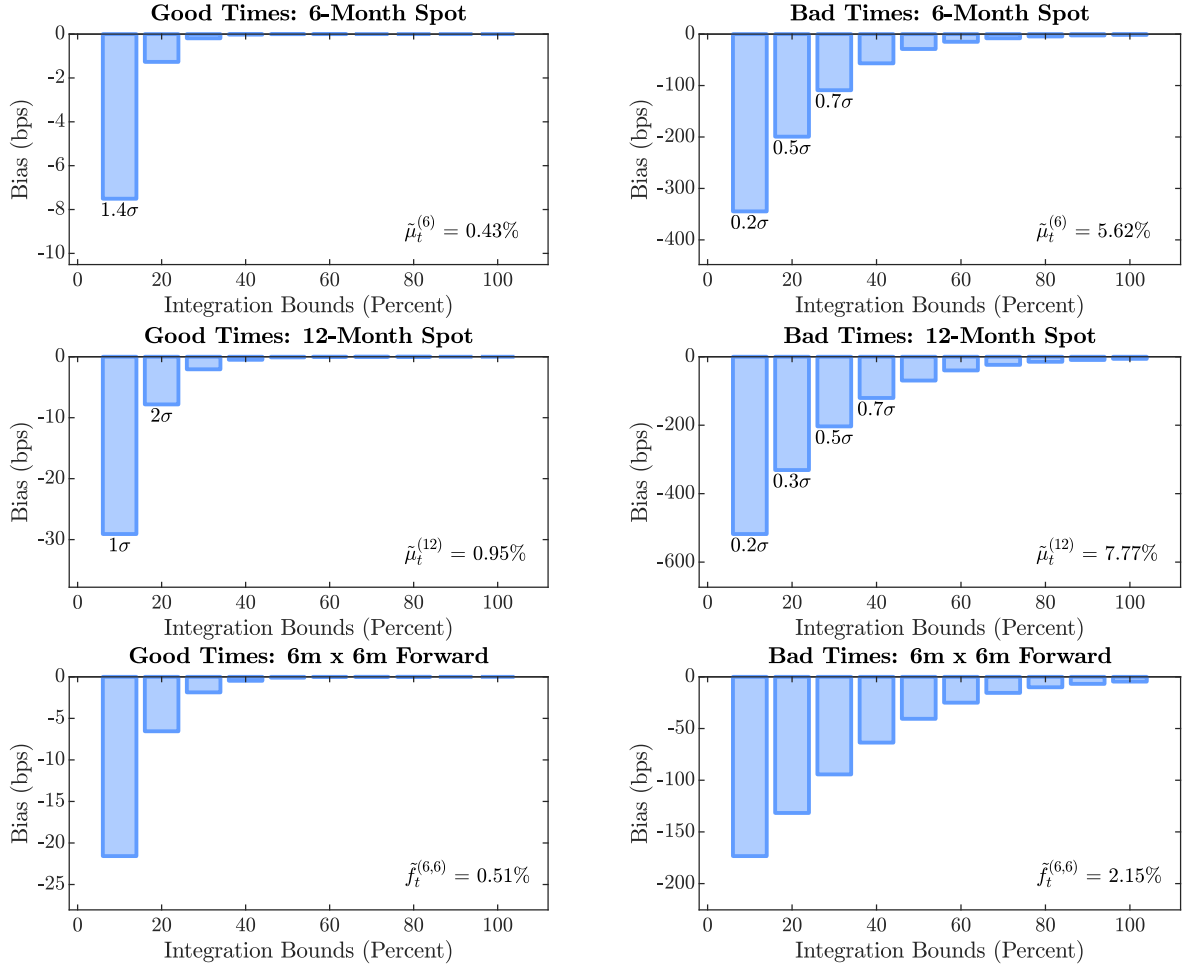 Good Times: 6-Month Spot
0
-2
-4
-6
-8
-10
Bias (bps)
1.4σ
μ̃_t^(6) = 0.43%
0 20 40 60 80 100
Integration Bounds (Percent)
Bad Times: 6-Month Spot
0
-100
-200
-300
-400
Bias (bps)
0.7σ
0.5σ
0.2σ
μ̃_t^(6) = 5.62%
0 20 40 60 80 100
Integration Bounds (Percent)
Good Times: 12-Month Spot
0
-10
-20
-30
Bias (bps)
2σ
1σ
μ̃_t^(12) = 0.95%
0 20 40 60 80 100
Integration Bounds (Percent)
Bad Times: 12-Month Spot
0
-200
-400
-600
Bias (bps)
0.7σ
0.5σ
0.3σ
0.2σ
μ̃_t^(12) = 7.77%
0 20 40 60 80 100
Integration Bounds (Percent)
Good Times: 6m x 6m Forward
0
-5
-10
-15
-20
-25
Bias (bps)
f̃_t^(6,6) = 0.51%
0 20 40 60 80 100
Integration Bounds (Percent)
Bad Times: 6m x 6m Forward
0
-50
-100
-150
-200
Bias (bps)
f̃_t^(6,6) = 2.15%
0 20 40 60 80 100
Integration Bounds (Percent)